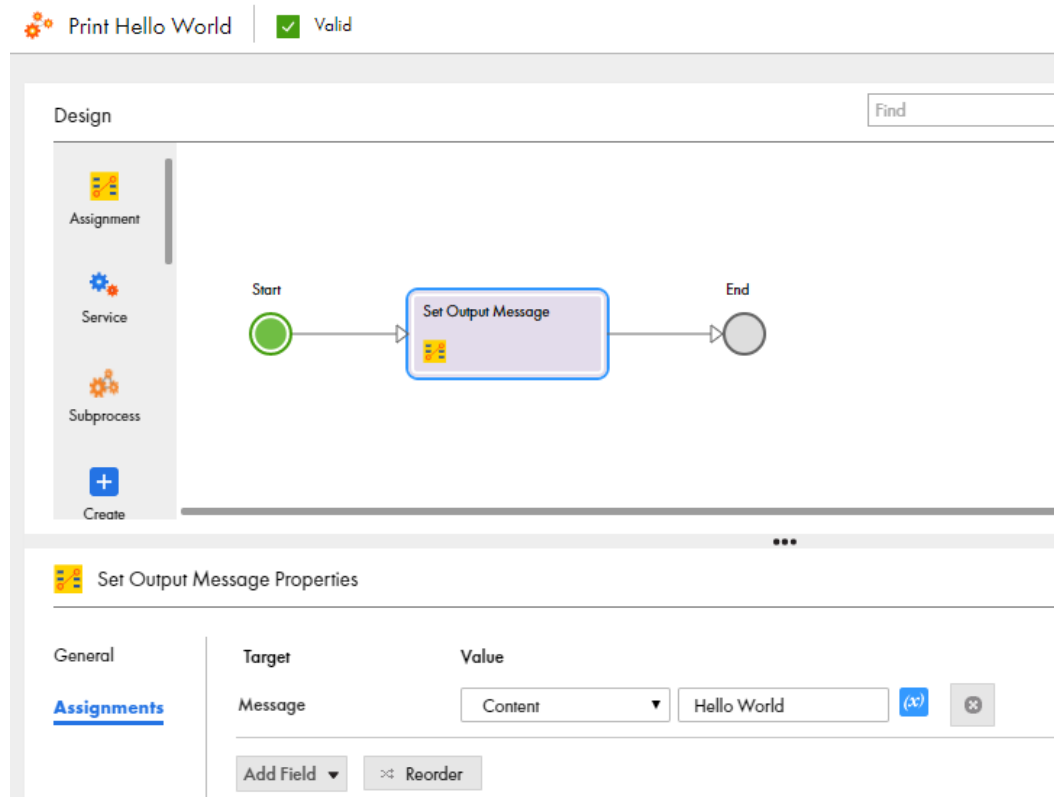 Print Hello World
Valid
Design
Find
Assignment
Service
Subprocess
Create
Start
Set Output Message
End
Set Output Message Properties
General
Assignments
Target
Value
Message
Content
Hello World
(x)
Add Field
Reorder